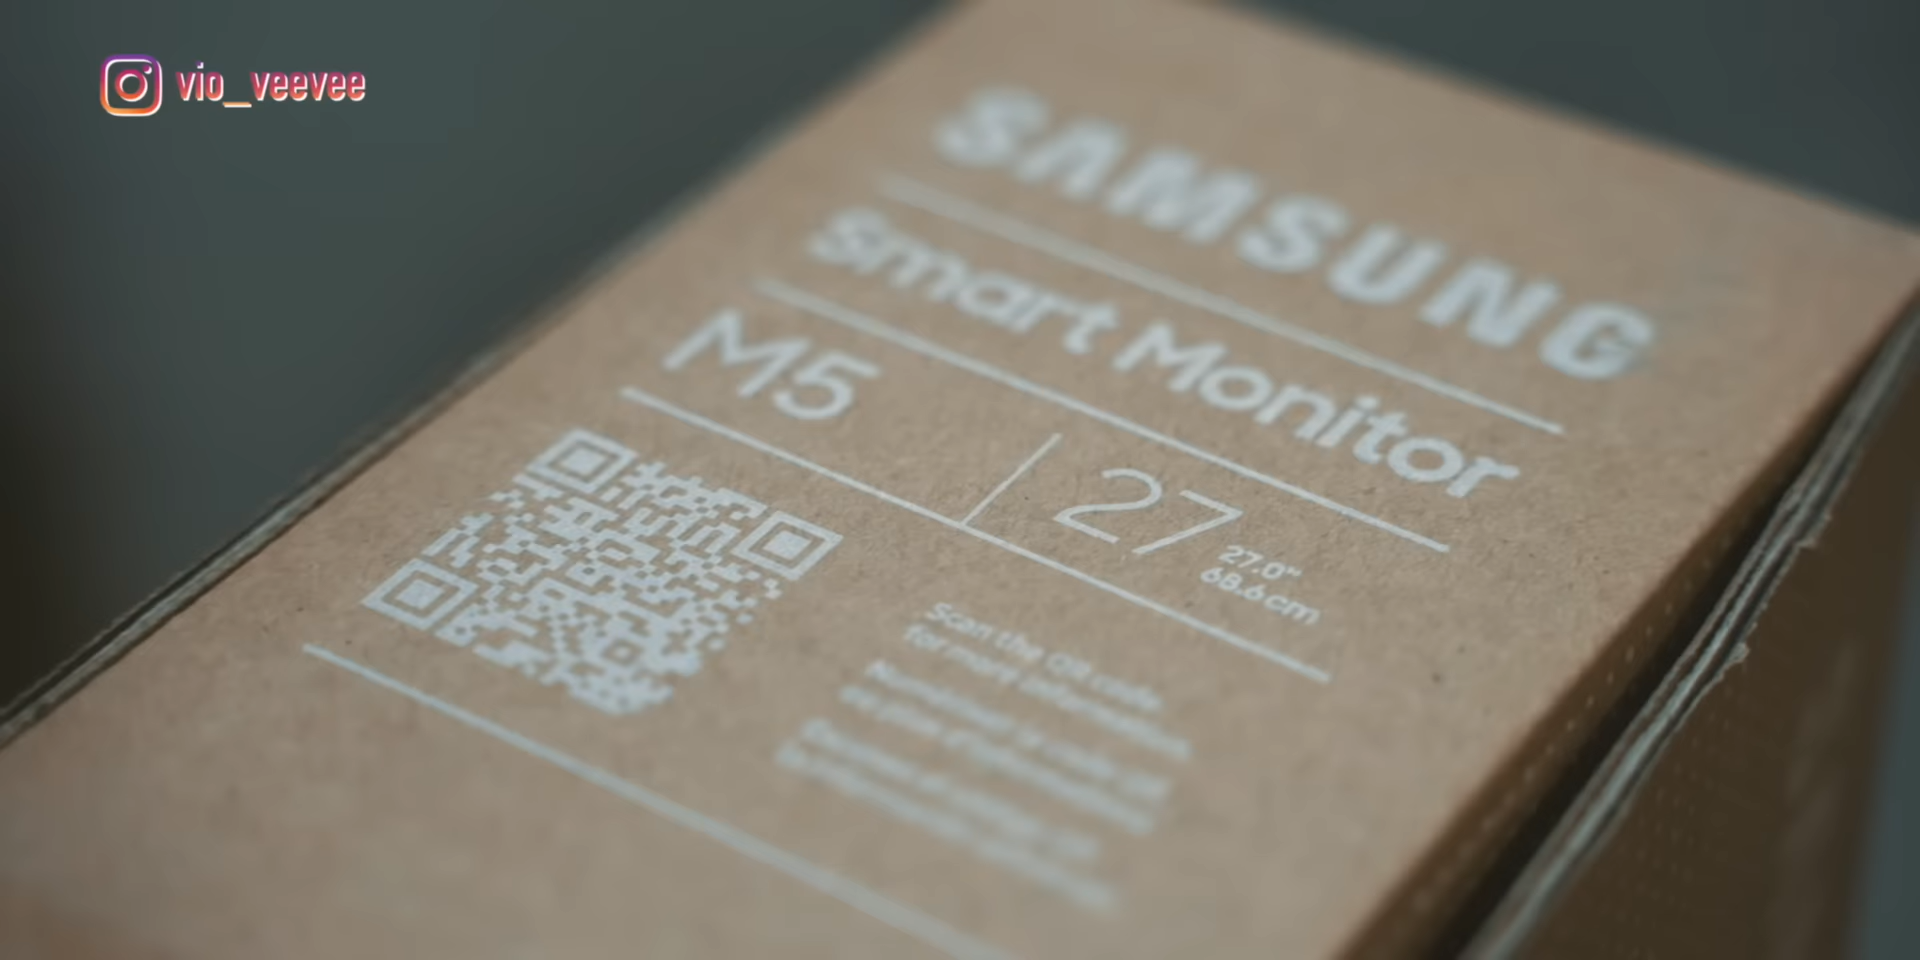 vio_veevee
SAMSUNG
Smart Monitor
M5
27
27.0"
68.6cm
Scan the QR code
for more information.